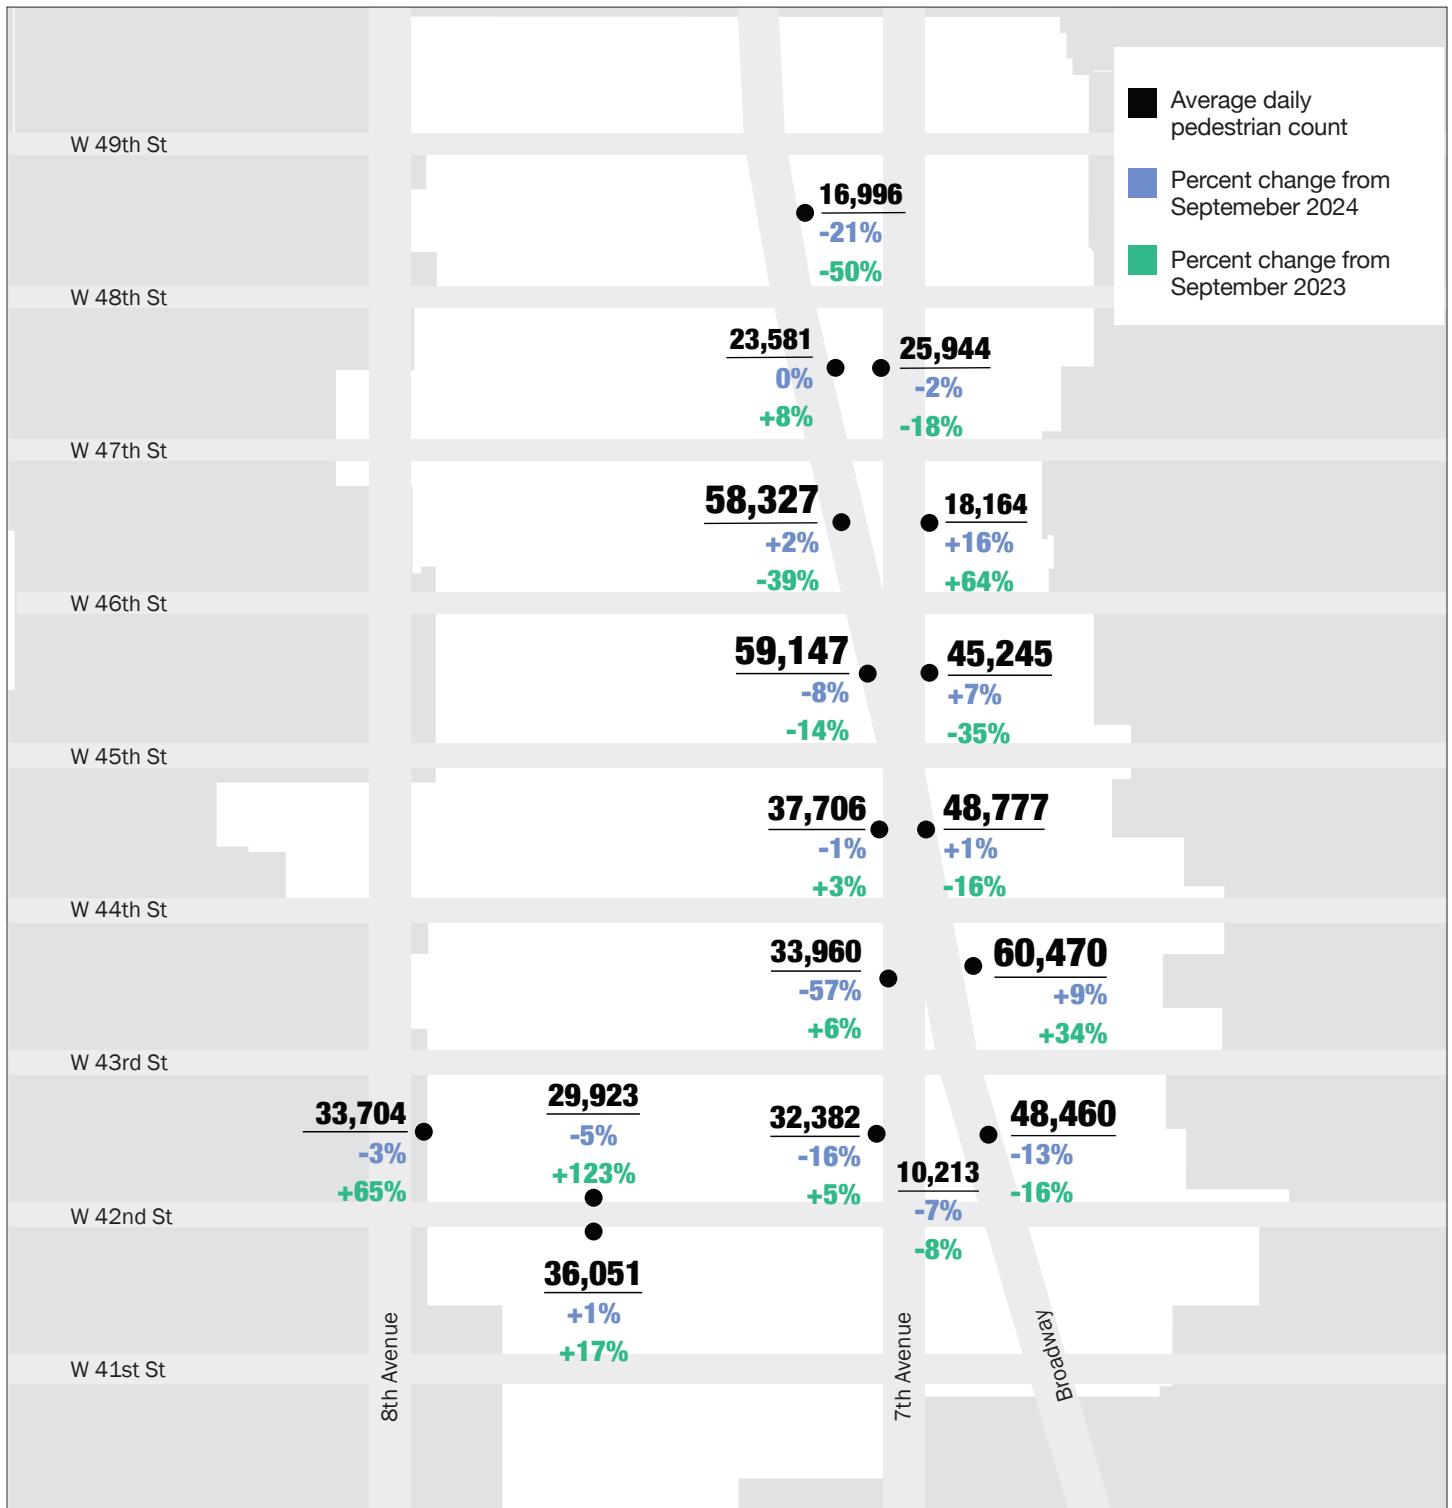 Average daily
pedestrian count
Percent change from
Septemeber 2024
Percent change from
September 2023
W 49th St
16,996
-21%
-50%
W 48th St
23,581
0%
+8%
25,944
-2%
-18%
W 47th St
58,327
+2%
-39%
18,164
+16%
+64%
W 46th St
59,147
-8%
-14%
45,245
+7%
-35%
W 45th St
37,706
-1%
+3%
48,777
+1%
-16%
W 44th St
33,960
-57%
+6%
60,470
+9%
+34%
W 43rd St
33,704
-3%
+65%
29,923
-5%
+123%
32,382
-16%
+5%
10,213
-7%
-8%
48,460
-13%
-16%
W 42nd St
36,051
+1%
+17%
W 41st St
8th Avenue
7th Avenue
Broadway